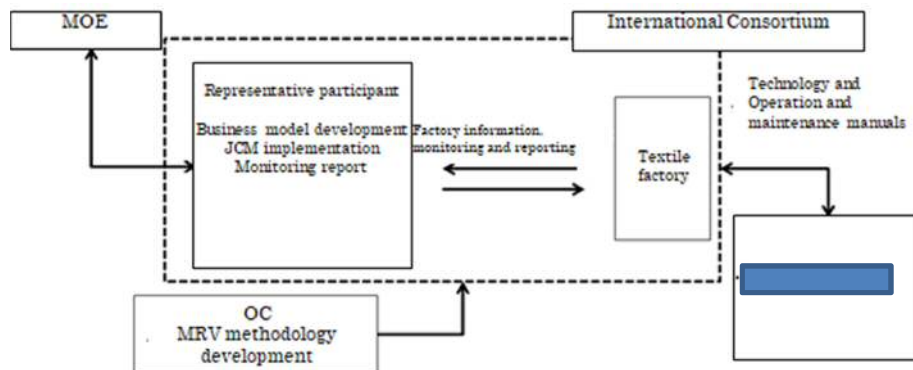 MOE
International Consortium
Representative participant
Business model development
JCM implementation
Monitoring report
Factory information,
monitoring and reporting
Textile
factory
Technology and
Operation and
maintenance manuals
OC
MRV methodology
development